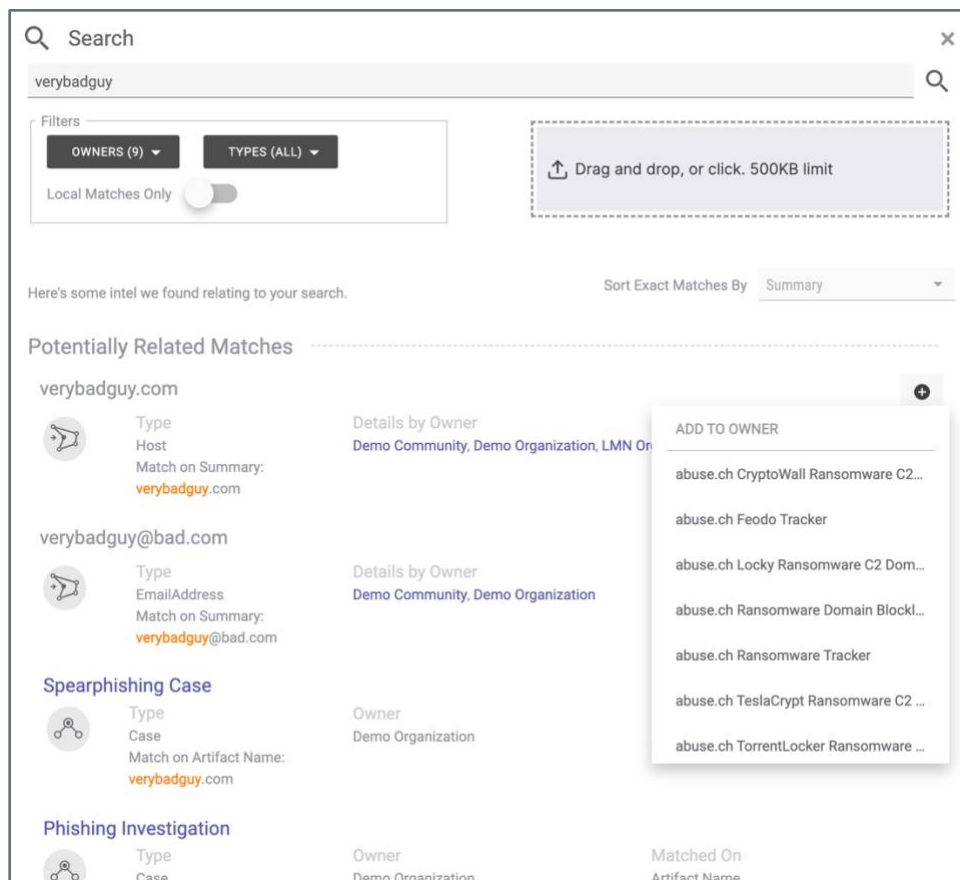 Search
verybadguy
Filters
OWNERS (9)
TYPES (ALL)
Local Matches Only
Drag and drop, or click. 500KB limit
Here's some intel we found relating to your search.
Sort Exact Matches By Summary
Potentially Related Matches
verybadguy.com
Type
Host
Match on Summary:
verybadguy.com
Details by Owner
Demo Community, Demo Organization, LMN Or
ADD TO OWNER
abuse.ch CryptoWall Ransomware C2...
abuse.ch Feodo Tracker
abuse.ch Locky Ransomware C2 Dom...
abuse.ch Ransomware Domain Blockl...
abuse.ch Ransomware Tracker
abuse.ch TeslaCrypt Ransomware C2 ...
abuse.ch TorrentLocker Ransomware ...
verybadguy@bad.com
Type
EmailAddress
Match on Summary:
verybadguy@bad.com
Details by Owner
Demo Community, Demo Organization
Spearphishing Case
Type
Case
Match on Artifact Name:
verybadguy.com
Owner
Demo Organization
Phishing Investigation
Type
Case
Owner
Demo Organization
Matched On
Artifact Name